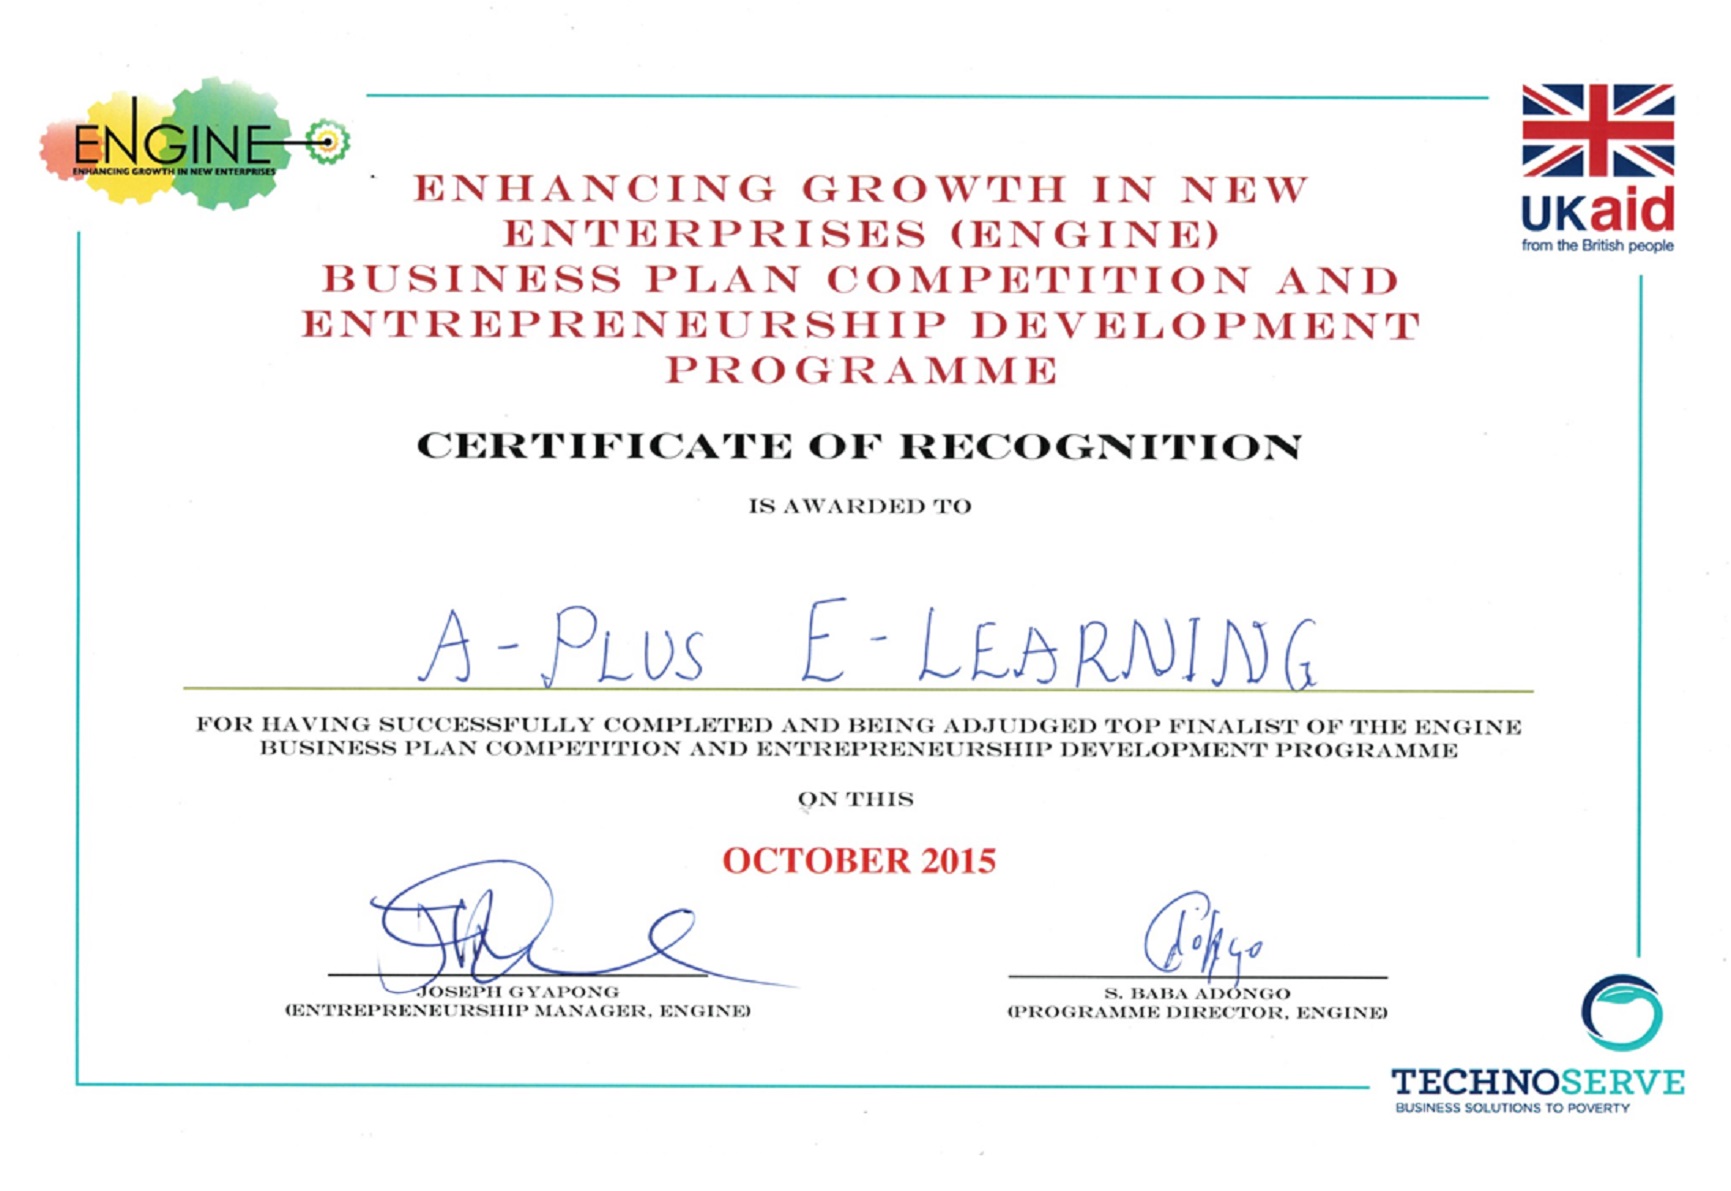 ENGINE
ENHANCING GROWTH IN NEW ENTERPRISES
UKaid
from the British people
ENHANCING GROWTH IN NEW
ENTERPRISES (ENGINE)
BUSINESS PLAN COMPETITION AND
ENTREPRENEURSHIP DEVELOPMENT
PROGRAMME
CERTIFICATE OF RECOGNITION
IS AWARDED TO
A-PLUS E-LEARNING
FOR HAVING SUCCESSFULLY COMPLETED AND BEING ADJUDGED TOP FINALIST OF THE ENGINE
BUSINESS PLAN COMPETITION AND ENTREPRENEURSHIP DEVELOPMENT PROGRAMME
ON THIS
OCTOBER 2015
JOSEPH GYAPONG
(ENTREPRENEURSHIP MANAGER, ENGINE)
S. BABA ADONGO
(PROGRAMME DIRECTOR, ENGINE)
TECHNOSERVE
BUSINESS SOLUTIONS TO POVERTY